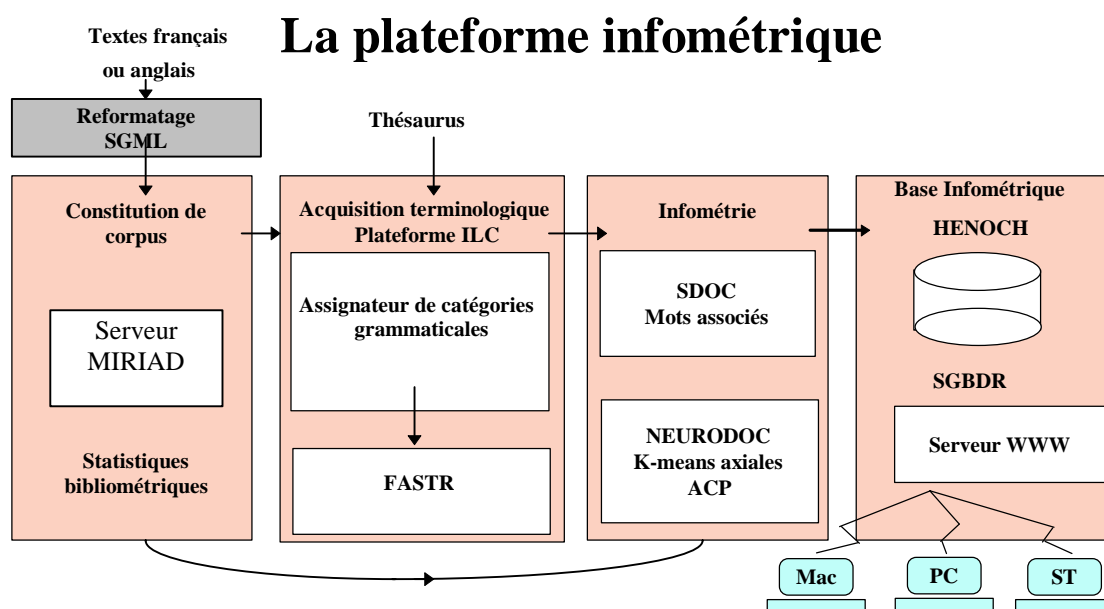 La plateforme infométrique
Textes français
ou anglais
Reformatage
SGML
Thésaurus
Constitution de
corpus
Serveur
MIRIAD
Statistiques
bibliométriques
Acquisition terminologique
Plateforme ILC
Assignateur de catégories
grammaticales
FASTR
Infométrie
SDOC
Mots associés
NEURODOC
K-means axiales
ACP
Base Infométrique
HENOCH
SGBDR
Serveur WWW
Mac
PC
ST